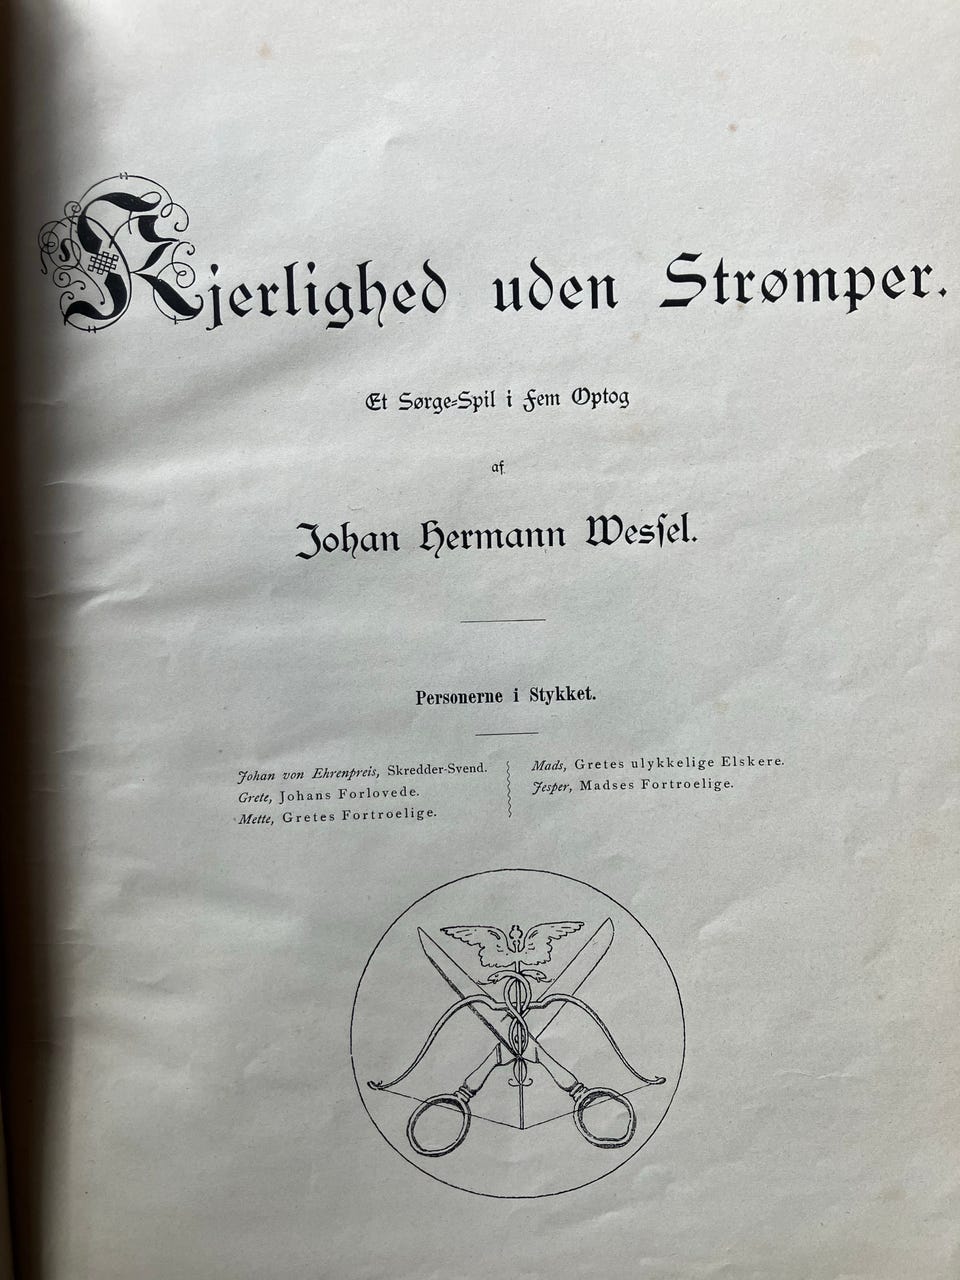 Kjerlighed uden Strømper.
Et Sørge-Spil i Fem Optog
af
Johan Hermann Wessel.
Personerne i Stykket.
Johan von Ehrenpreis, Skredder-Svend.
Grete, Johans Forlovede.
Mette, Gretes Fortroelige.
Mads, Gretes ulykkelige Elskere.
Jesper, Madses Fortroelige.